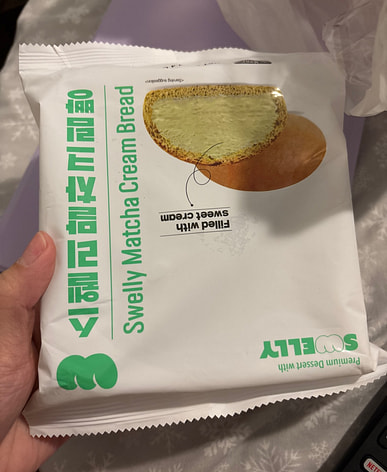 Premium Dessert with
SWELLY
스웰리말차크림빵
Swelly Matcha Cream Bread
Filled with
sweet cream